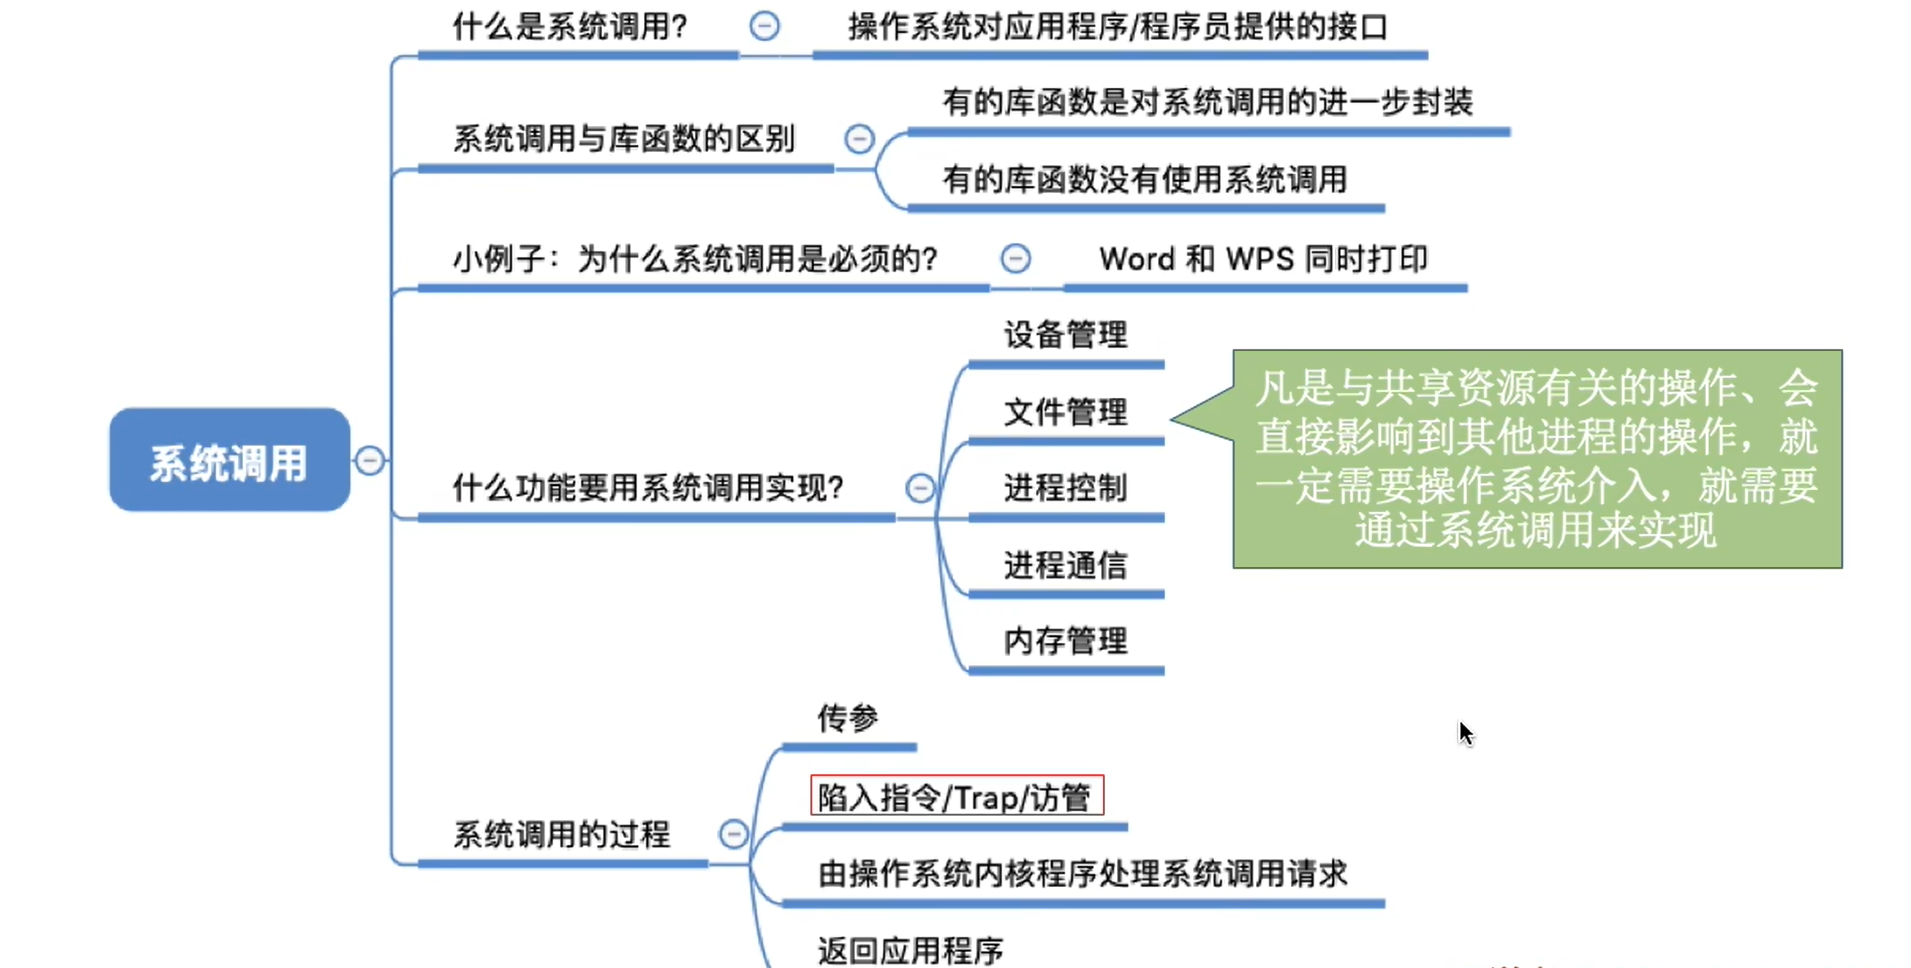 什么是系统调用?
操作系统对应用程序/程序员提供的接口
系统调用与库函数的区别
有的库函数是对系统调用的进一步封装
有的库函数没有使用系统调用
小例子：为什么系统调用是必须的?
Word 和 WPS 同时打印
系统调用
什么功能要用系统调用实现?
设备管理
文件管理
进程控制
进程通信
内存管理
凡是与共享资源有关的操作、会
直接影响到其他进程的操作，就
一定需要操作系统介入，就需要
通过系统调用来实现
系统调用的过程
传参
陷入指令/Trap/访管
由操作系统内核程序处理系统调用请求
返回应用程序